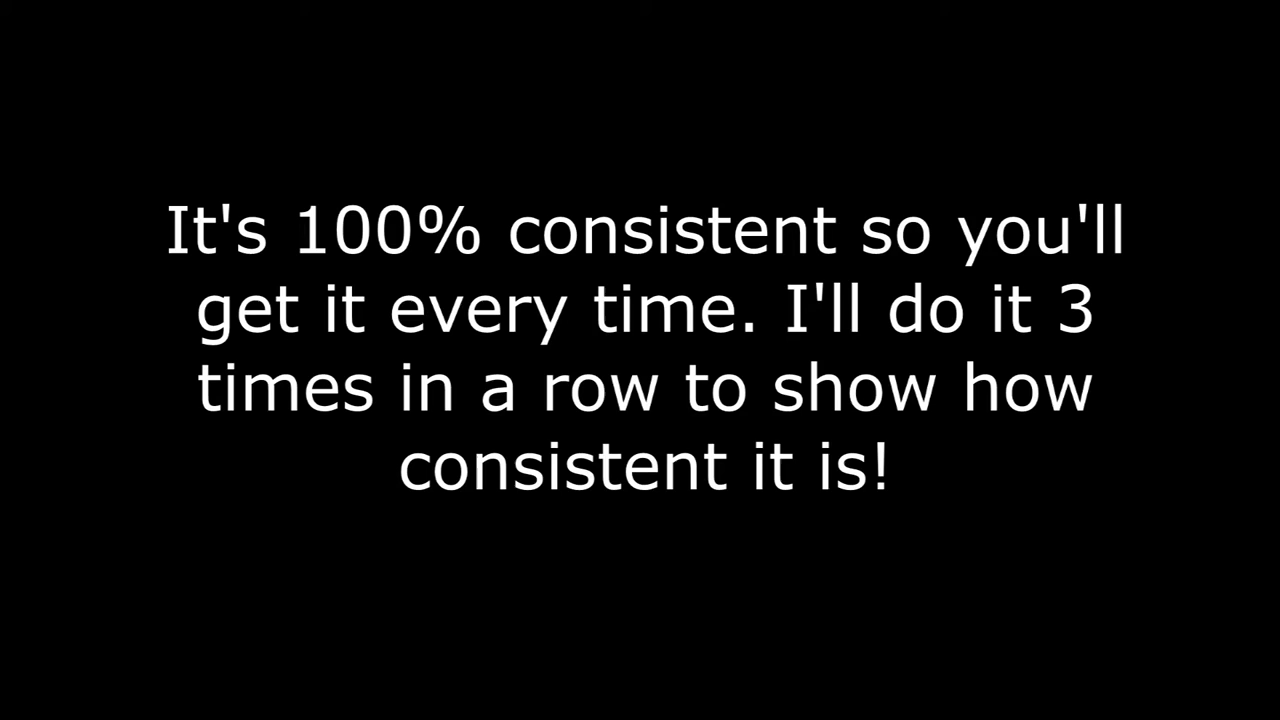 It's 100% consistent so you'll
get it every time. I'll do it 3
times in a row to show how
consistent it is!